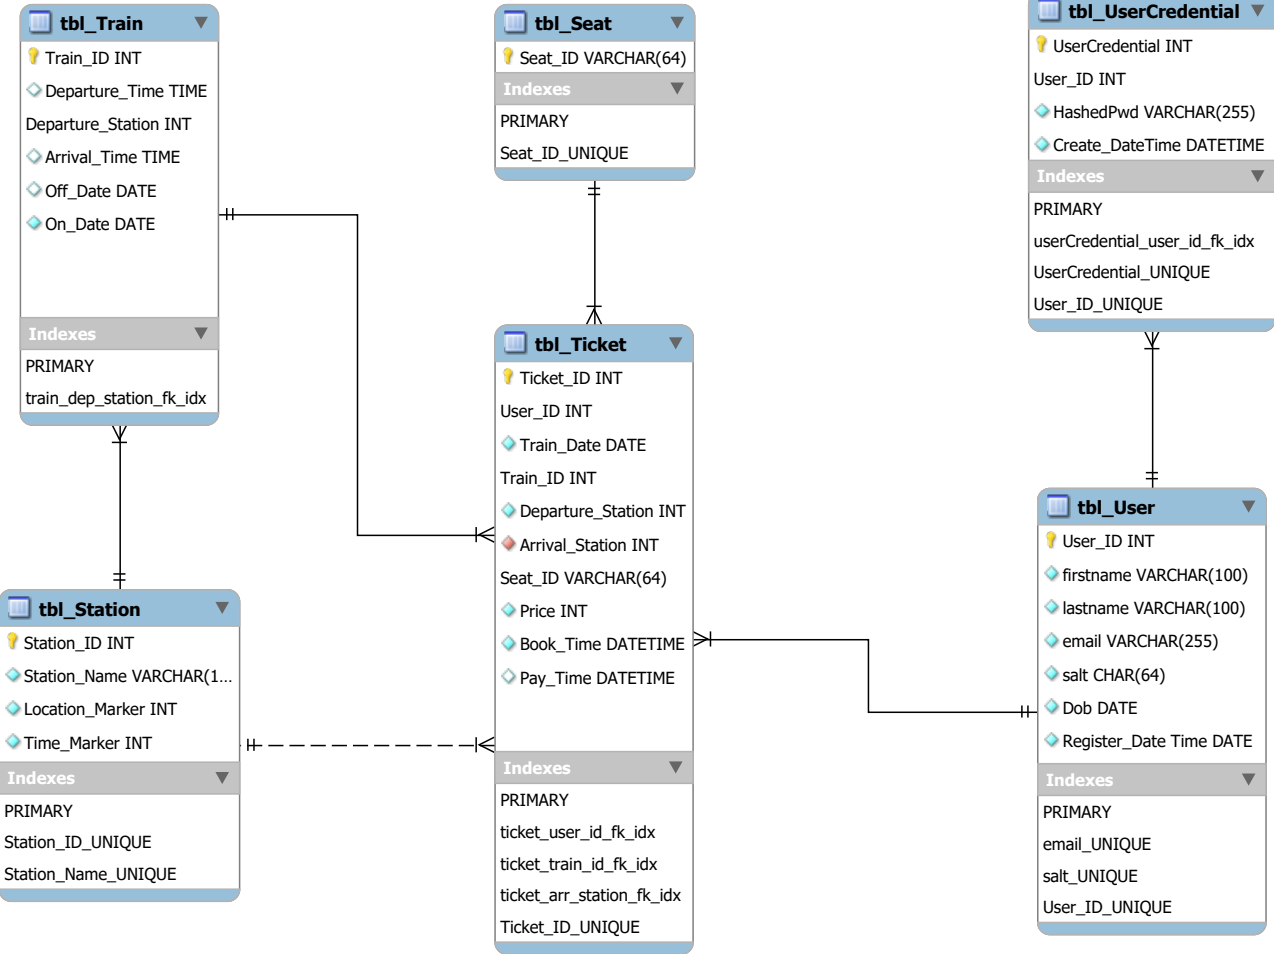 tbl_Train
Train_ID INT
Departure_Time TIME
Departure_Station INT
Arrival_Time TIME
Off_Date DATE
On_Date DATE
Indexes
PRIMARY
train_dep_station_fk_idx
tbl_Seat
Seat_ID VARCHAR(64)
Indexes
PRIMARY
Seat_ID_UNIQUE
tbl_UserCredential
UserCredential INT
User_ID INT
HashedPwd VARCHAR(255)
Create_DateTime DATETIME
Indexes
PRIMARY
userCredential_user_id_fk_idx
UserCredential_UNIQUE
User_ID_UNIQUE
tbl_Ticket
Ticket_ID INT
User_ID INT
Train_Date DATE
Train_ID INT
Departure_Station INT
Arrival_Station INT
Seat_ID VARCHAR(64)
Price INT
Book_Time DATETIME
Pay_Time DATETIME
Indexes
PRIMARY
ticket_user_id_fk_idx
ticket_train_id_fk_idx
ticket_arr_station_fk_idx
Ticket_ID_UNIQUE
tbl_Station
Station_ID INT
Station_Name VARCHAR(1...
Location_Marker INT
Time_Marker INT
Indexes
PRIMARY
Station_ID_UNIQUE
Station_Name_UNIQUE
tbl_User
User_ID INT
firstname VARCHAR(100)
lastname VARCHAR(100)
email VARCHAR(255)
salt CHAR(64)
Dob DATE
Register_Date Time DATE
Indexes
PRIMARY
email_UNIQUE
salt_UNIQUE
User_ID_UNIQUE